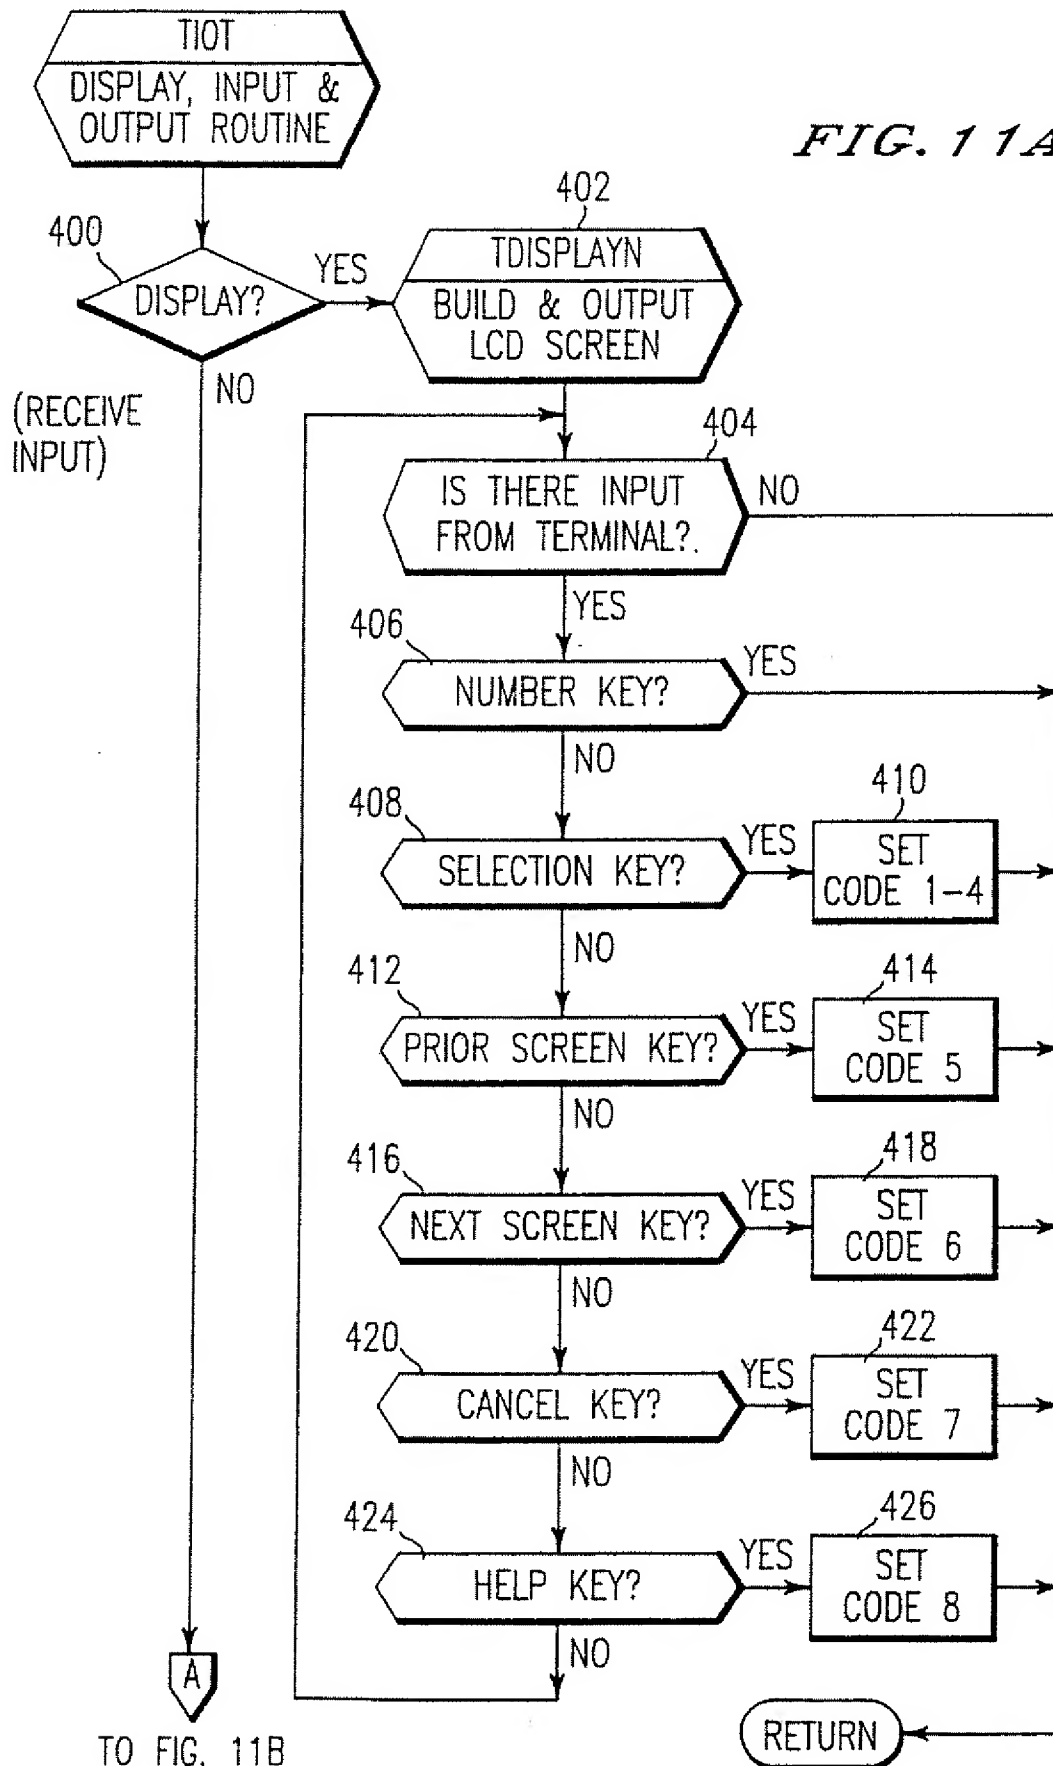 TIOT
DISPLAY, INPUT &
OUTPUT ROUTINE
FIG. 11A
400
DISPLAY?
YES
402
TDISPLAYN
BUILD & OUTPUT
LCD SCREEN
NO
(RECEIVE
INPUT)
404
IS THERE INPUT
FROM TERMINAL?.
NO
YES
406
NUMBER KEY?
YES
NO
408
SELECTION KEY?
YES
410
SET
CODE 1-4
NO
412
PRIOR SCREEN KEY?
YES
414
SET
CODE 5
NO
416
NEXT SCREEN KEY?
YES
418
SET
CODE 6
NO
420
CANCEL KEY?
YES
422
SET
CODE 7
NO
424
HELP KEY?
YES
426
SET
CODE 8
NO
A
TO FIG. 11B
RETURN